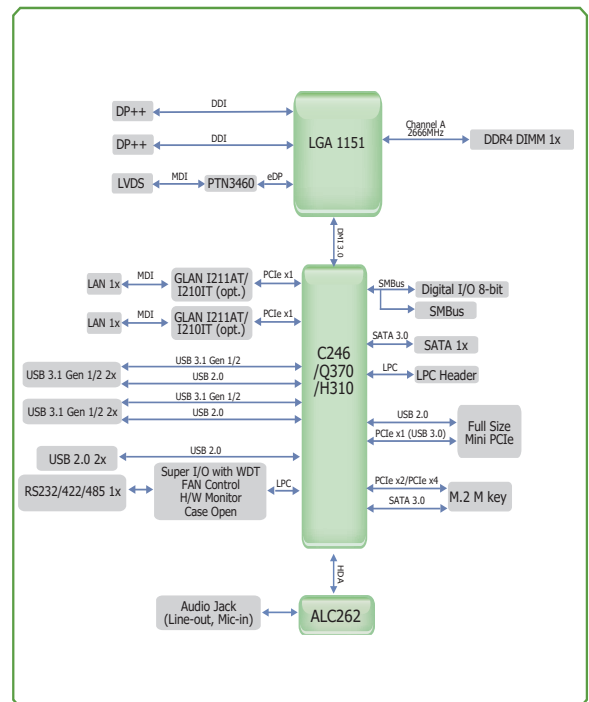 DP++
DDI
DP++
DDI
LVDS
MDI
PTN3460
eDP
LGA 1151
Channel A
2666MHz
DDR4 DIMM 1x
DMI 3.0
LAN 1x
MDI
GLAN I211AT/
I210IT (opt.)
PCIe x1
LAN 1x
MDI
GLAN I211AT/
I210IT (opt.)
PCIe x1
USB 3.1 Gen 1/2 2x
USB 3.1 Gen 1/2
USB 2.0
USB 3.1 Gen 1/2 2x
USB 3.1 Gen 1/2
USB 2.0
USB 2.0 2x
USB 2.0
RS232/422/485 1x
Super I/O with WDT
FAN Control
H/W Monitor
Case Open
LPC
C246
/Q370
/H310
SMBus
Digital I/O 8-bit
SMBus
SATA 3.0
SATA 1x
LPC
LPC Header
USB 2.0
PCIe x1 (USB 3.0)
Full Size
Mini PCIe
PCIe x2/PCIe x4
SATA 3.0
M.2 M key
HDA
Audio Jack
(Line-out, Mic-in)
ALC262